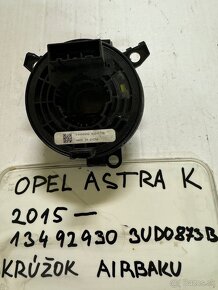 OPEL ASTRA K
2015-
13492930 3UD0873B
KRÚŽOK AIRBAKU